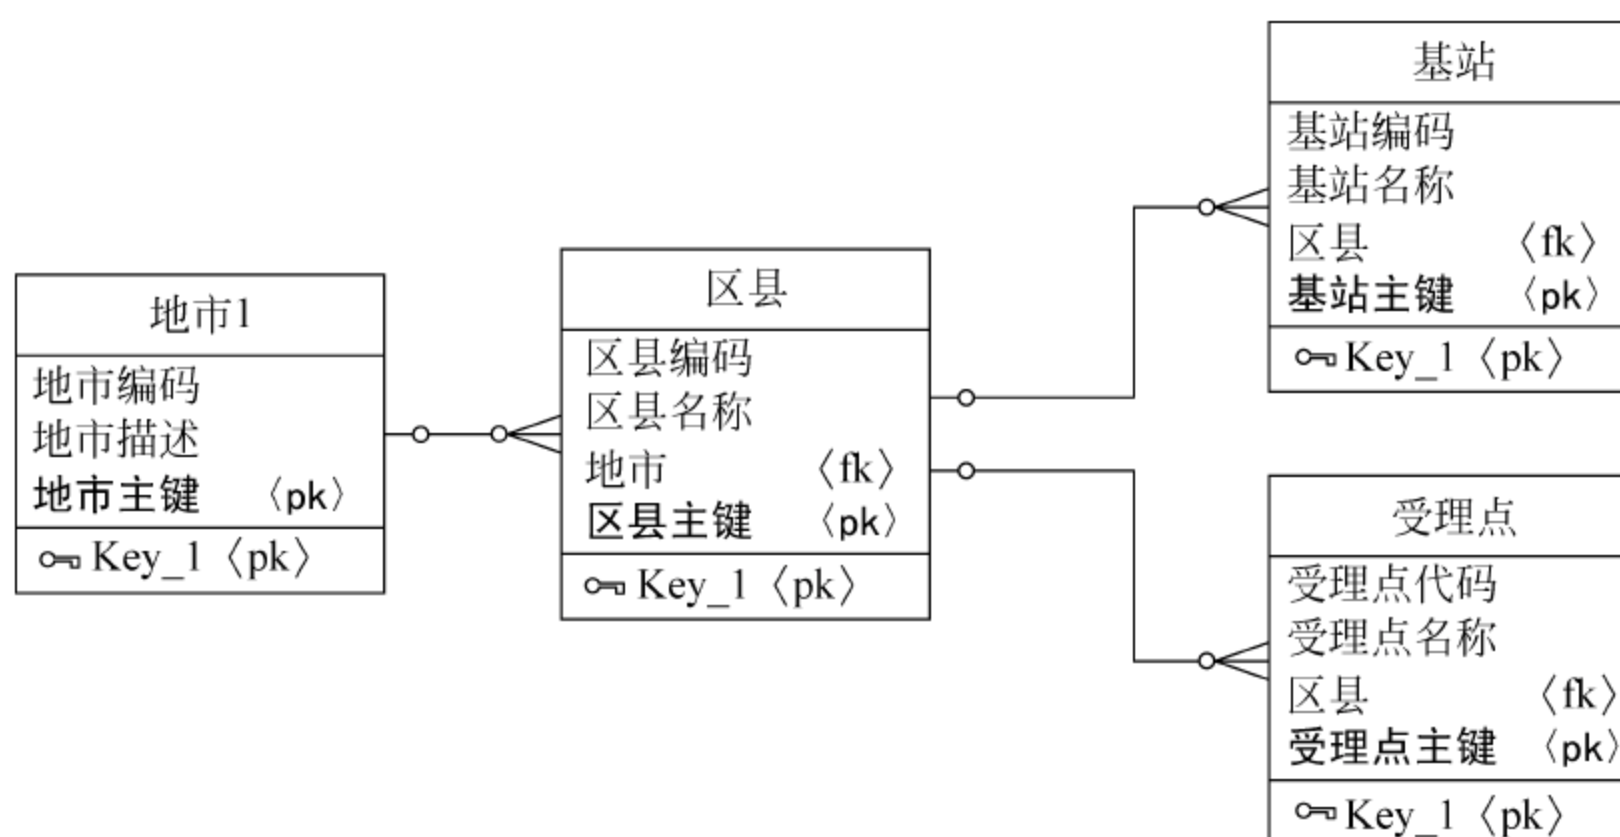 地市1
地市编码
地市描述
地市主键 〈pk〉
Key_1〈pk〉
区县
区县编码
区县名称
地市 〈fk〉
区县主键 〈pk〉
Key_1〈pk〉
基站
基站编码
基站名称
区县 〈fk〉
基站主键 〈pk〉
Key_1〈pk〉
受理点
受理点代码
受理点名称
区县 〈fk〉
受理点主键 〈pk〉
Key_1〈pk〉